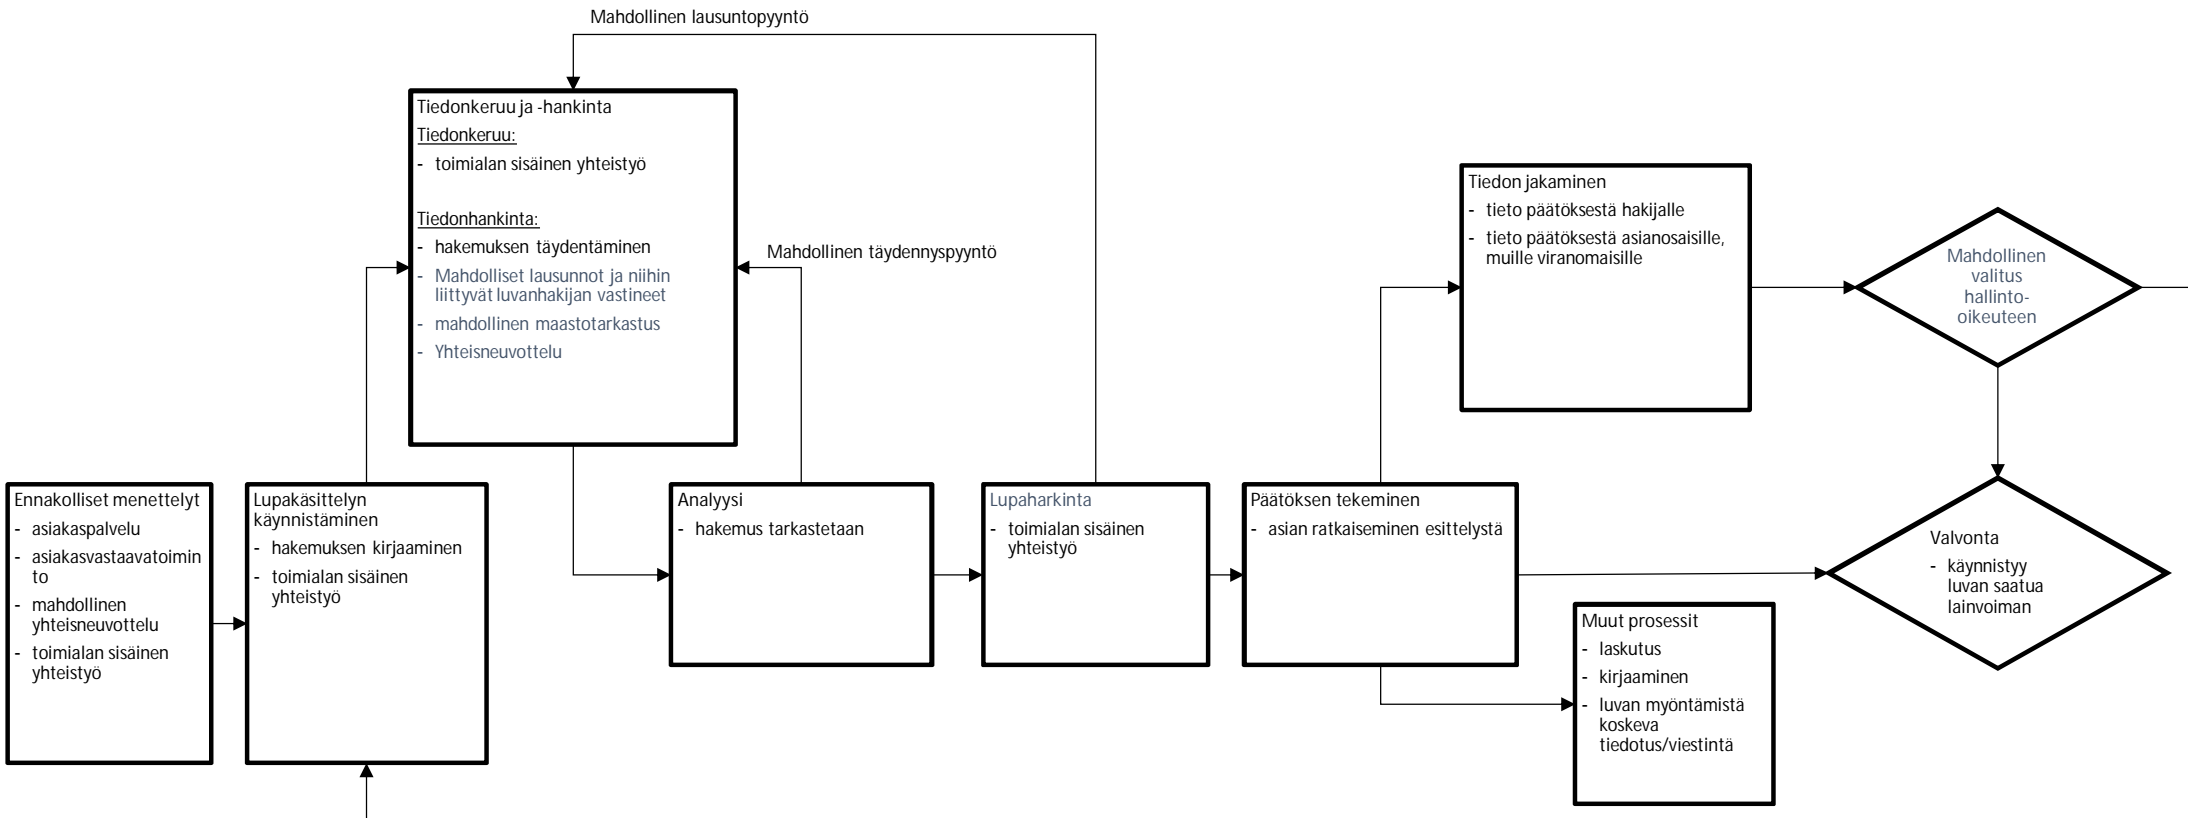 Mahdollinen lausuntopyyntö
Tiedonkeruu ja -hankinta
Tiedonkeruu:
- toimialan sisäinen yhteistyö
Tiedonhankinta:
- hakemuksen täydentäminen
- Mahdolliset lausunnot ja niihin
liittyvät luvanhakijan vastineet
- mahdollinen maastotarkastus
- Yhteisneuvottelu
Mahdollinen täydennyspyyntö
Tiedon jakaminen
- tieto päätöksestä hakijalle
- tieto päätöksestä asianosaisille,
muille viranomaisille
Mahdollinen
valitus
hallinto-
oikeuteen
Ennakolliset menettelyt
- asiakaspalvelu
- asiakasvastaavatoimin
to
- mahdollinen
yhteisneuvottelu
- toimialan sisäinen
yhteistyö
Lupakäsittelyn
käynnistäminen
- hakemuksen kirjaaminen
- toimialan sisäinen
yhteistyö
Analyysi
- hakemus tarkastetaan
Lupaharkinta
- toimialan sisäinen
yhteistyö
Päätöksen tekeminen
- asian ratkaiseminen esittelystä
Valvonta
- käynnistyy
luvan saatua
lainvoiman
Muut prosessit
- laskutus
- kirjaaminen
- luvan myöntämistä
koskeva
tiedotus/viestintä